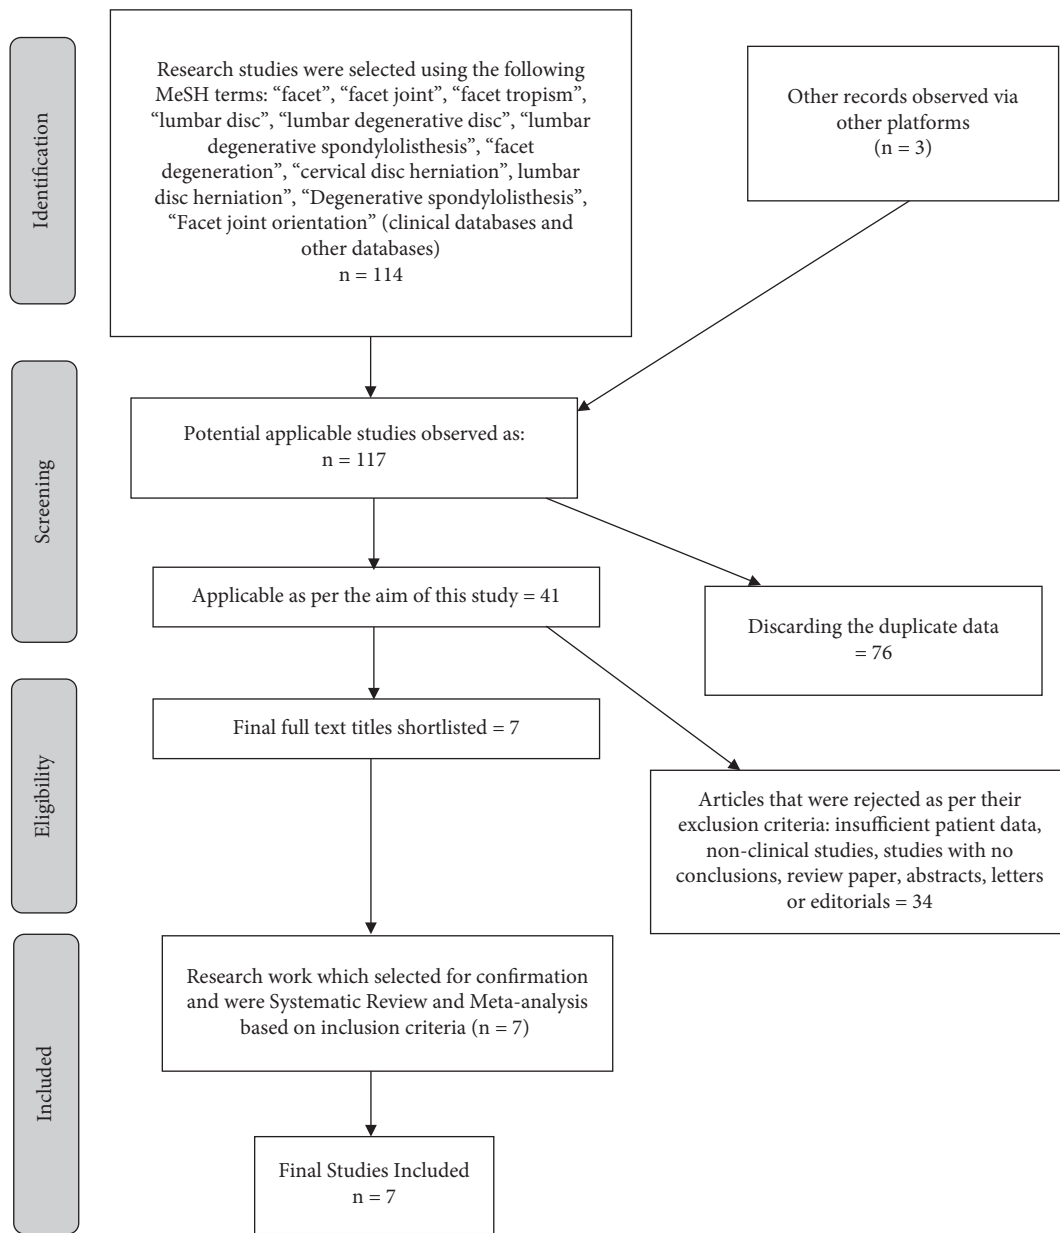 Identification
Research studies were selected using the following
MeSH terms: “facet”, “facet joint”, “facet tropism”,
“lumbar disc”, “lumbar degenerative disc”, “lumbar
degenerative spondylolisthesis”, “facet
degeneration”, “cervical disc herniation”, lumbar
disc herniation”, “Degenerative spondylolisthesis”,
“Facet joint orientation” (clinical databases and
other databases)
n = 114
Other records observed via
other platforms
(n = 3)
Screening
Potential applicable studies observed as:
n = 117
Applicable as per the aim of this study = 41
Discarding the duplicate data
= 76
Eligibility
Final full text titles shortlisted = 7
Articles that were rejected as per their
exclusion criteria: insufficient patient data,
non-clinical studies, studies with no
conclusions, review paper, abstracts, letters
or editorials = 34
Included
Research work which selected for confirmation
and were Systematic Review and Meta-analysis
based on inclusion criteria (n = 7)
Final Studies Included
n = 7